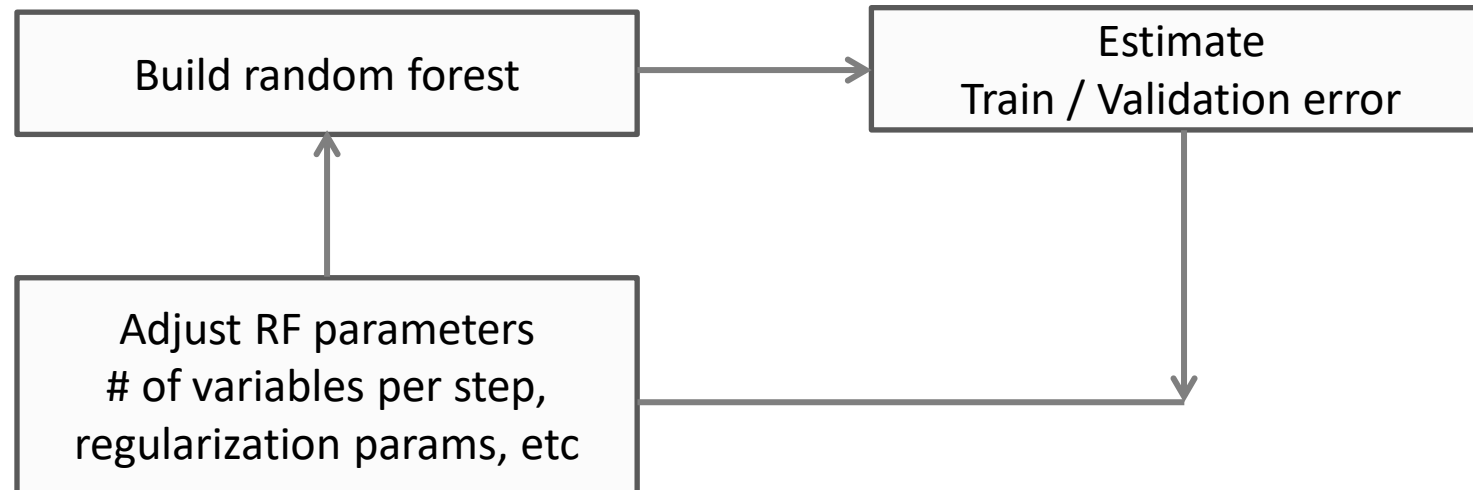 Build random forest
Estimate
Train / Validation error
Adjust RF parameters
# of variables per step,
regularization params, etc